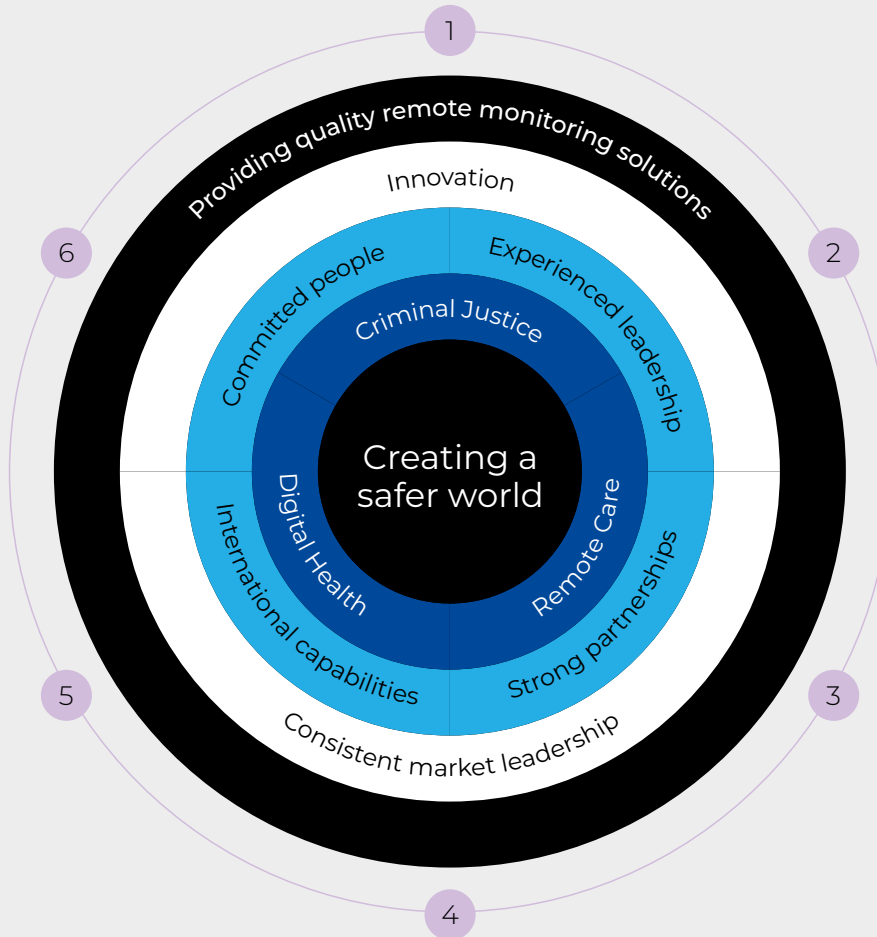 1
Providing quality remote monitoring solutions
Innovation
6
2
Committed people
Experienced leadership
Criminal Justice
Creating a
safer world
Digital Health
Remote Care
International capabilities
Strong partnerships
Consistent market leadership
5
3
4